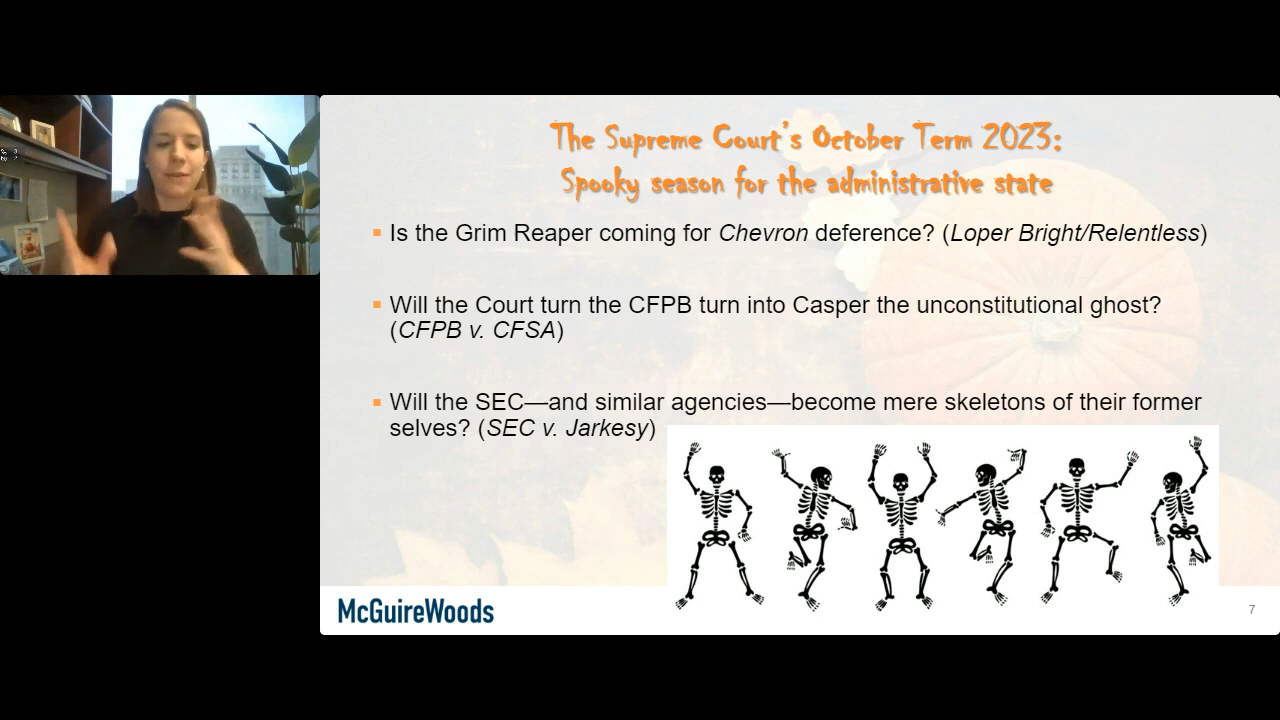 The Supreme Court's October Term 2023:
Spooky season for the administrative state
Is the Grim Reaper coming for Chevron deference? (Loper Bright/Relentless)
Will the Court turn the CFPB turn into Casper the unconstitutional ghost?
(CFPB v. CFSA)
Will the SEC—and similar agencies—become mere skeletons of their former
selves? (SEC v. Jarkesy)
McGuireWoods
7